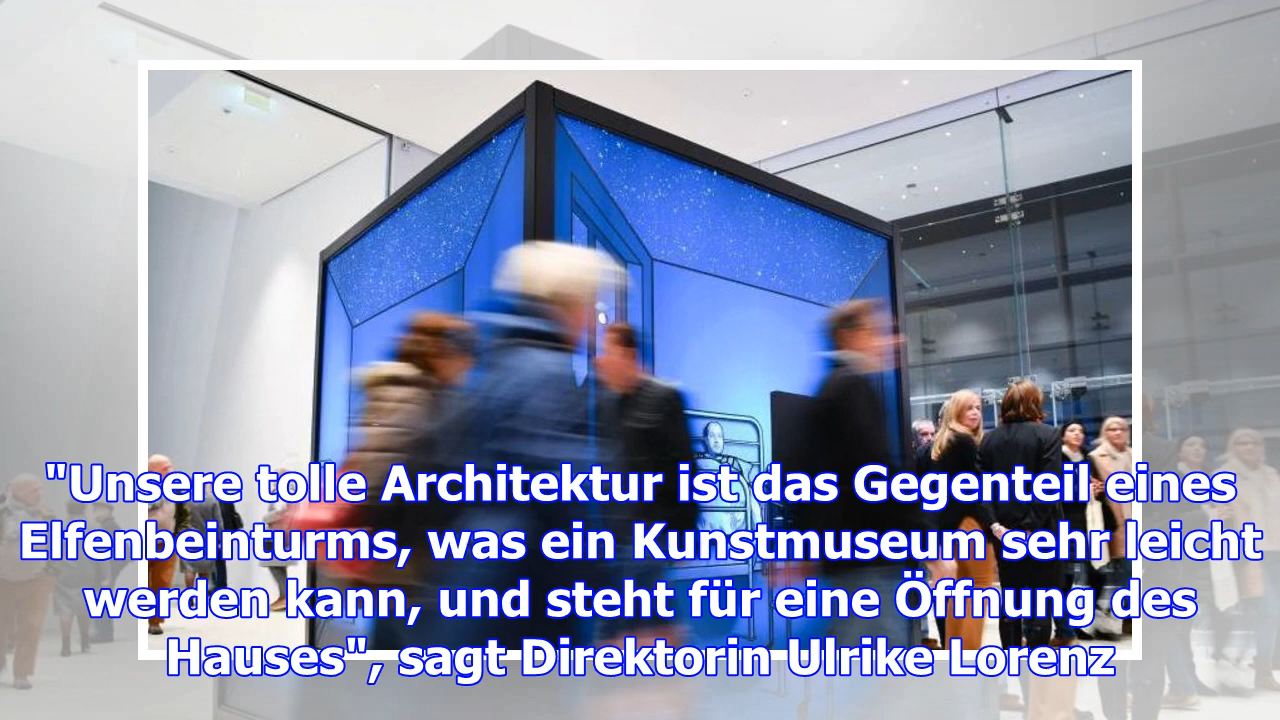 "Unsere tolle Architektur ist das Gegenteil eines
Elfenbeinturms, was ein Kunstmuseum sehr leicht
werden kann, und steht für eine Öffnung des
Hauses", sagt Direktorin Ulrike Lorenz